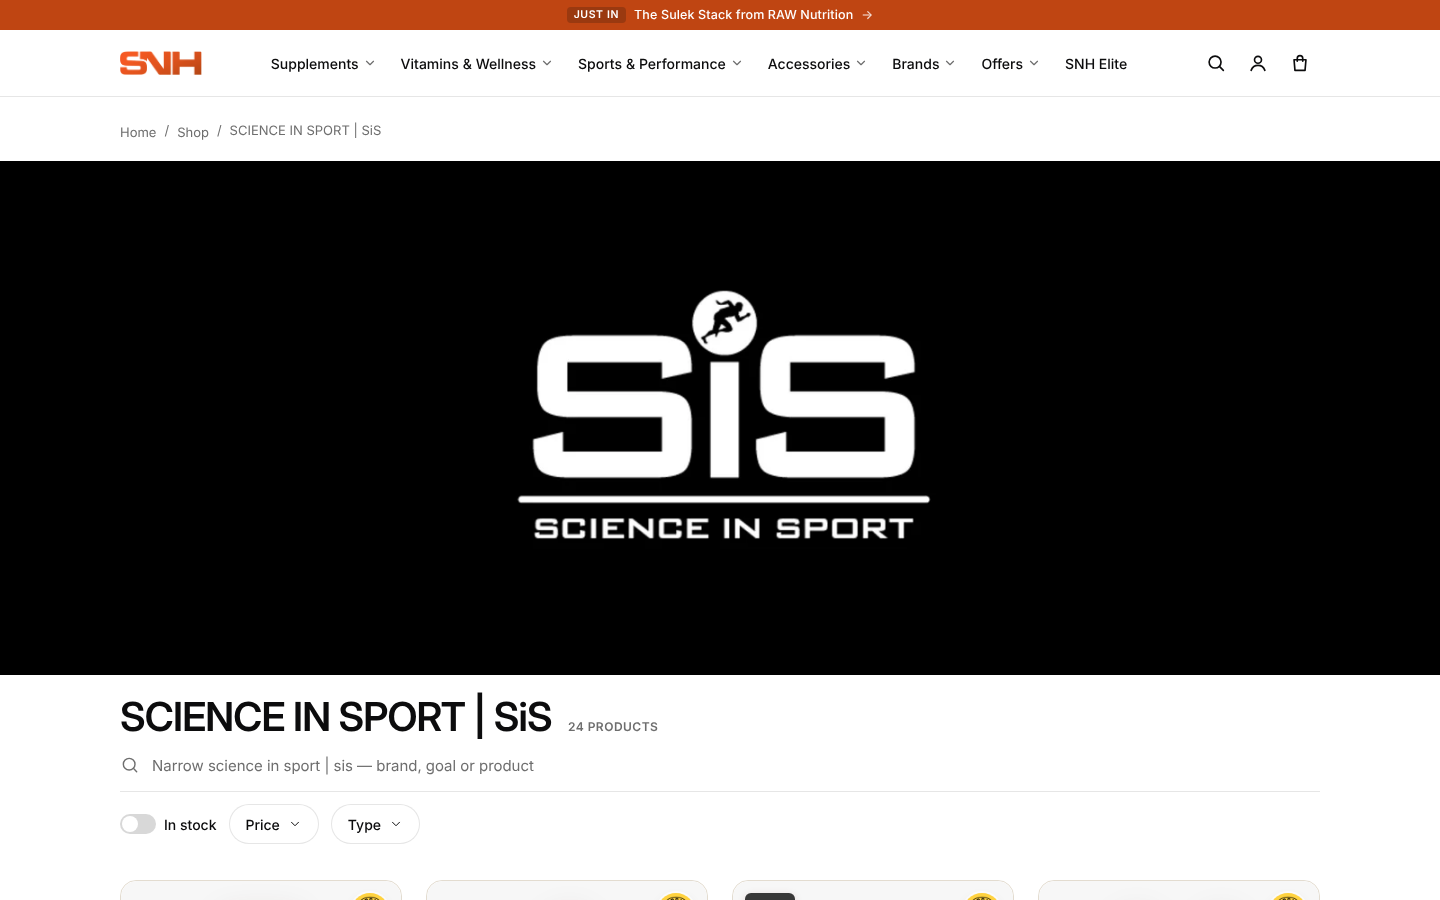 JUST IN The Sulek Stack from RAW Nutrition →
SNH Supplements Vitamins & Wellness Sports & Performance Accessories Brands Offers SNH Elite
Home / Shop / SCIENCE IN SPORT | SiS
SiS
SCIENCE IN SPORT
SCIENCE IN SPORT | SiS 24 PRODUCTS
Narrow science in sport | sis — brand, goal or product
In stock Price Type